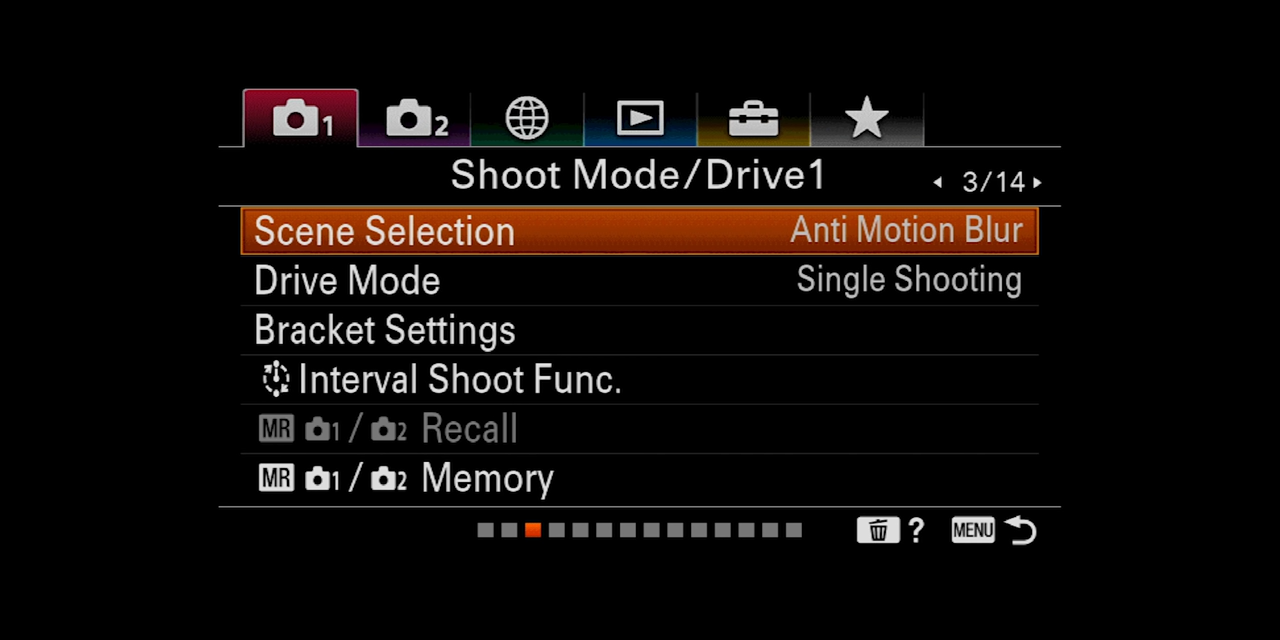 1 2
Shoot Mode/Drive1 3/14
Scene Selection Anti Motion Blur
Drive Mode Single Shooting
Bracket Settings
Interval Shoot Func.
MR 1 / 2 Recall
MR 1 / 2 Memory
? MENU